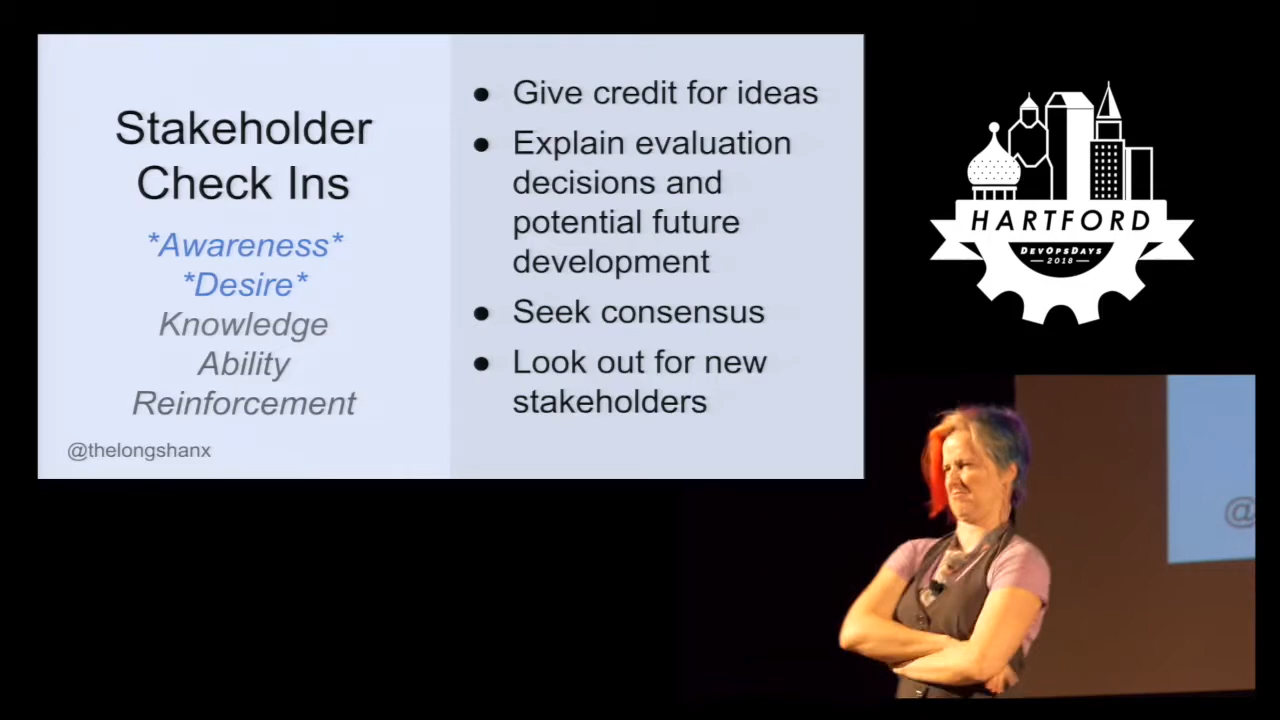 Stakeholder
Check Ins
*Awareness*
*Desire*
Knowledge
Ability
Reinforcement
@thelongshanx
● Give credit for ideas
● Explain evaluation
decisions and
potential future
development
● Seek consensus
● Look out for new
stakeholders
HARTFORD
DEVOPSDAYS
—2018—
@